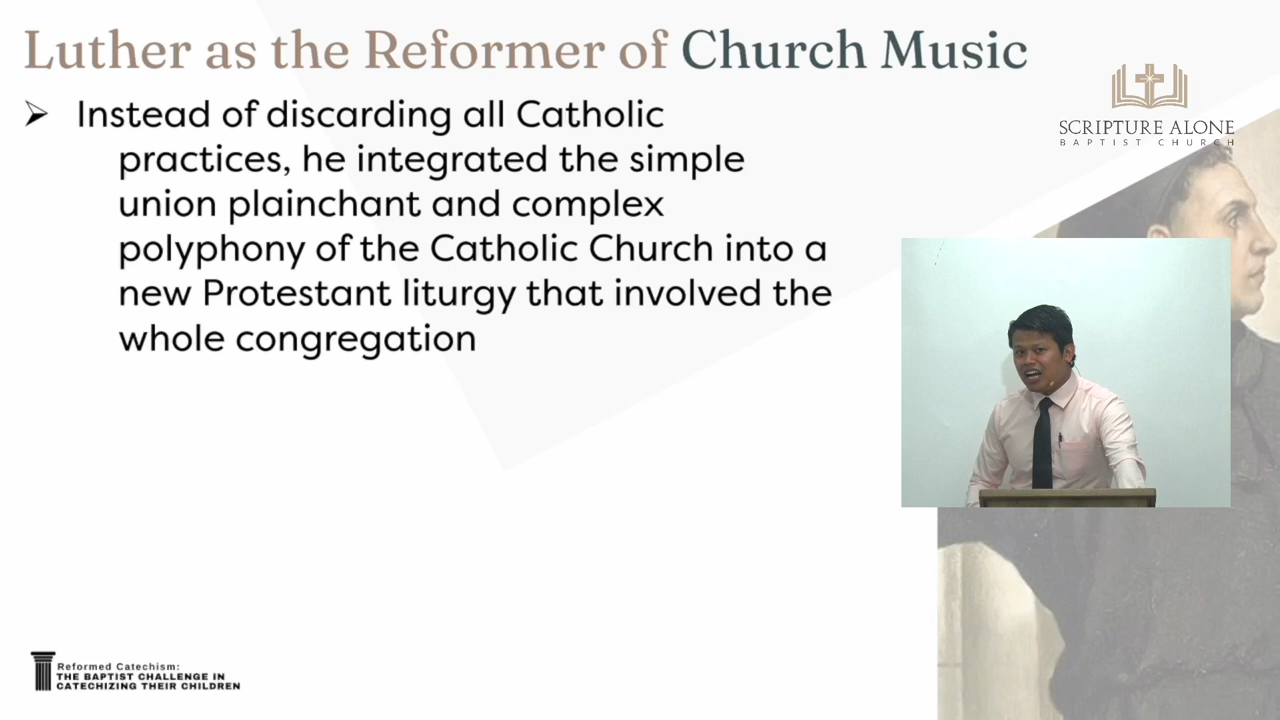 Luther as the Reformer of Church Music
SCRIPTURE ALONE
BAPTIST CHURCH
➢ Instead of discarding all Catholic
practices, he integrated the simple
union plainchant and complex
polyphony of the Catholic Church into a
new Protestant liturgy that involved the
whole congregation
Reformed Catechism:
THE BAPTIST CHALLENGE IN
CATECHIZING THEIR CHILDREN